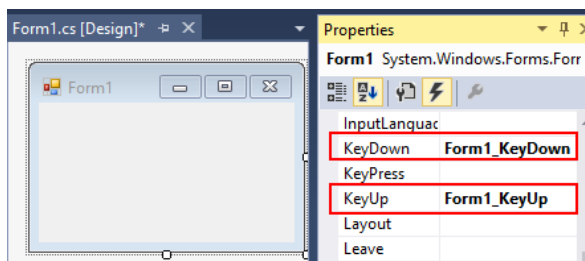 Form1.cs [Design]*
Form1
Properties
Form1 System.Windows.Forms.Forr
InputLanguac
KeyDown Form1_KeyDown
KeyPress
KeyUp Form1_KeyUp
Layout
Leave